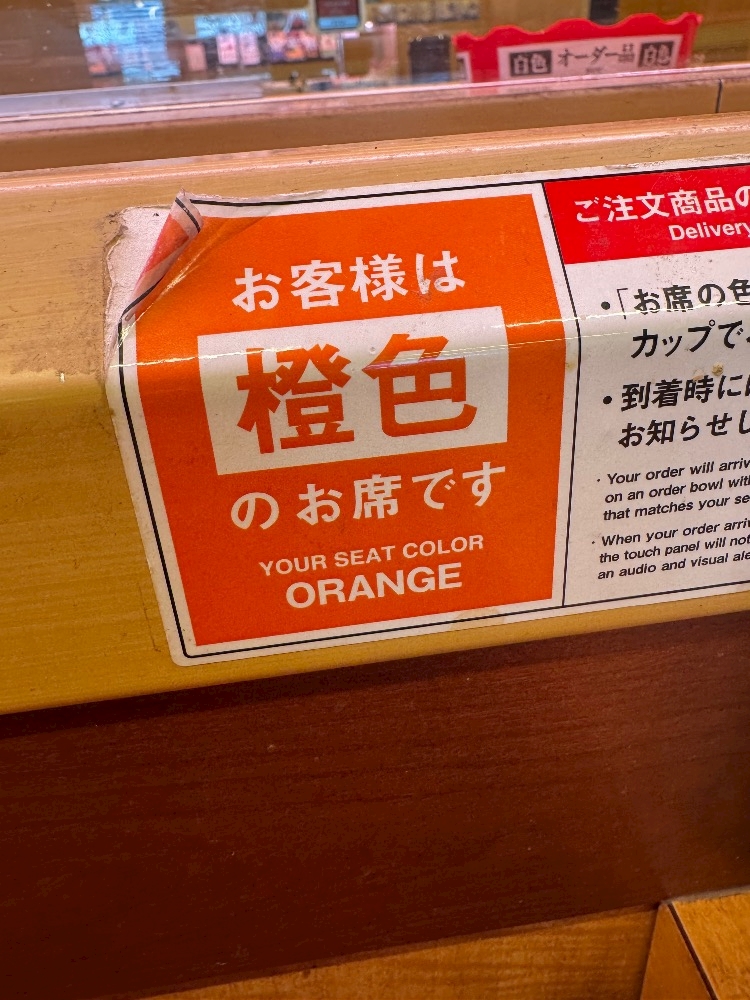 白色 オーダー品 白色
お客様は
橙色
のお席です
YOUR SEAT COLOR
ORANGE
ご注文商品の
Delivery
・「お席の色
カップで
・到着時に
お知らせし
· Your order will arriv
on an order bowl wit
that matches your se
· When your order arriv
the touch panel will not
an audio and visual ale